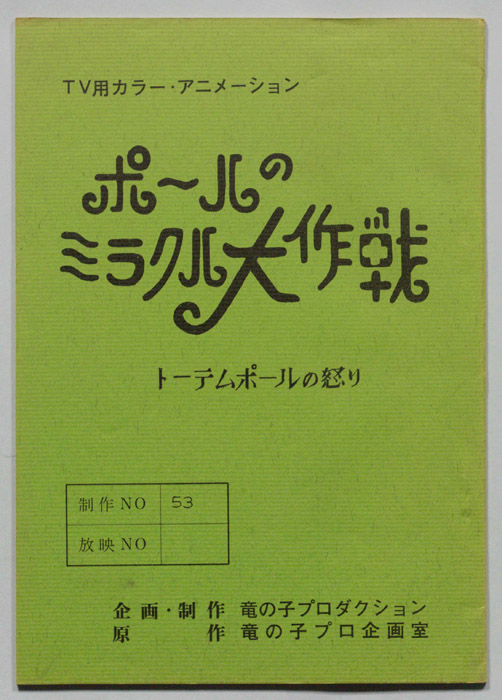 TV用カラー・アニメーション
ポールの
ミラクル大作戦
トーテムポールの怒り
制作NO 53
放映NO
企画・制作 竜の子プロダクション
原作 竜の子プロ企画室